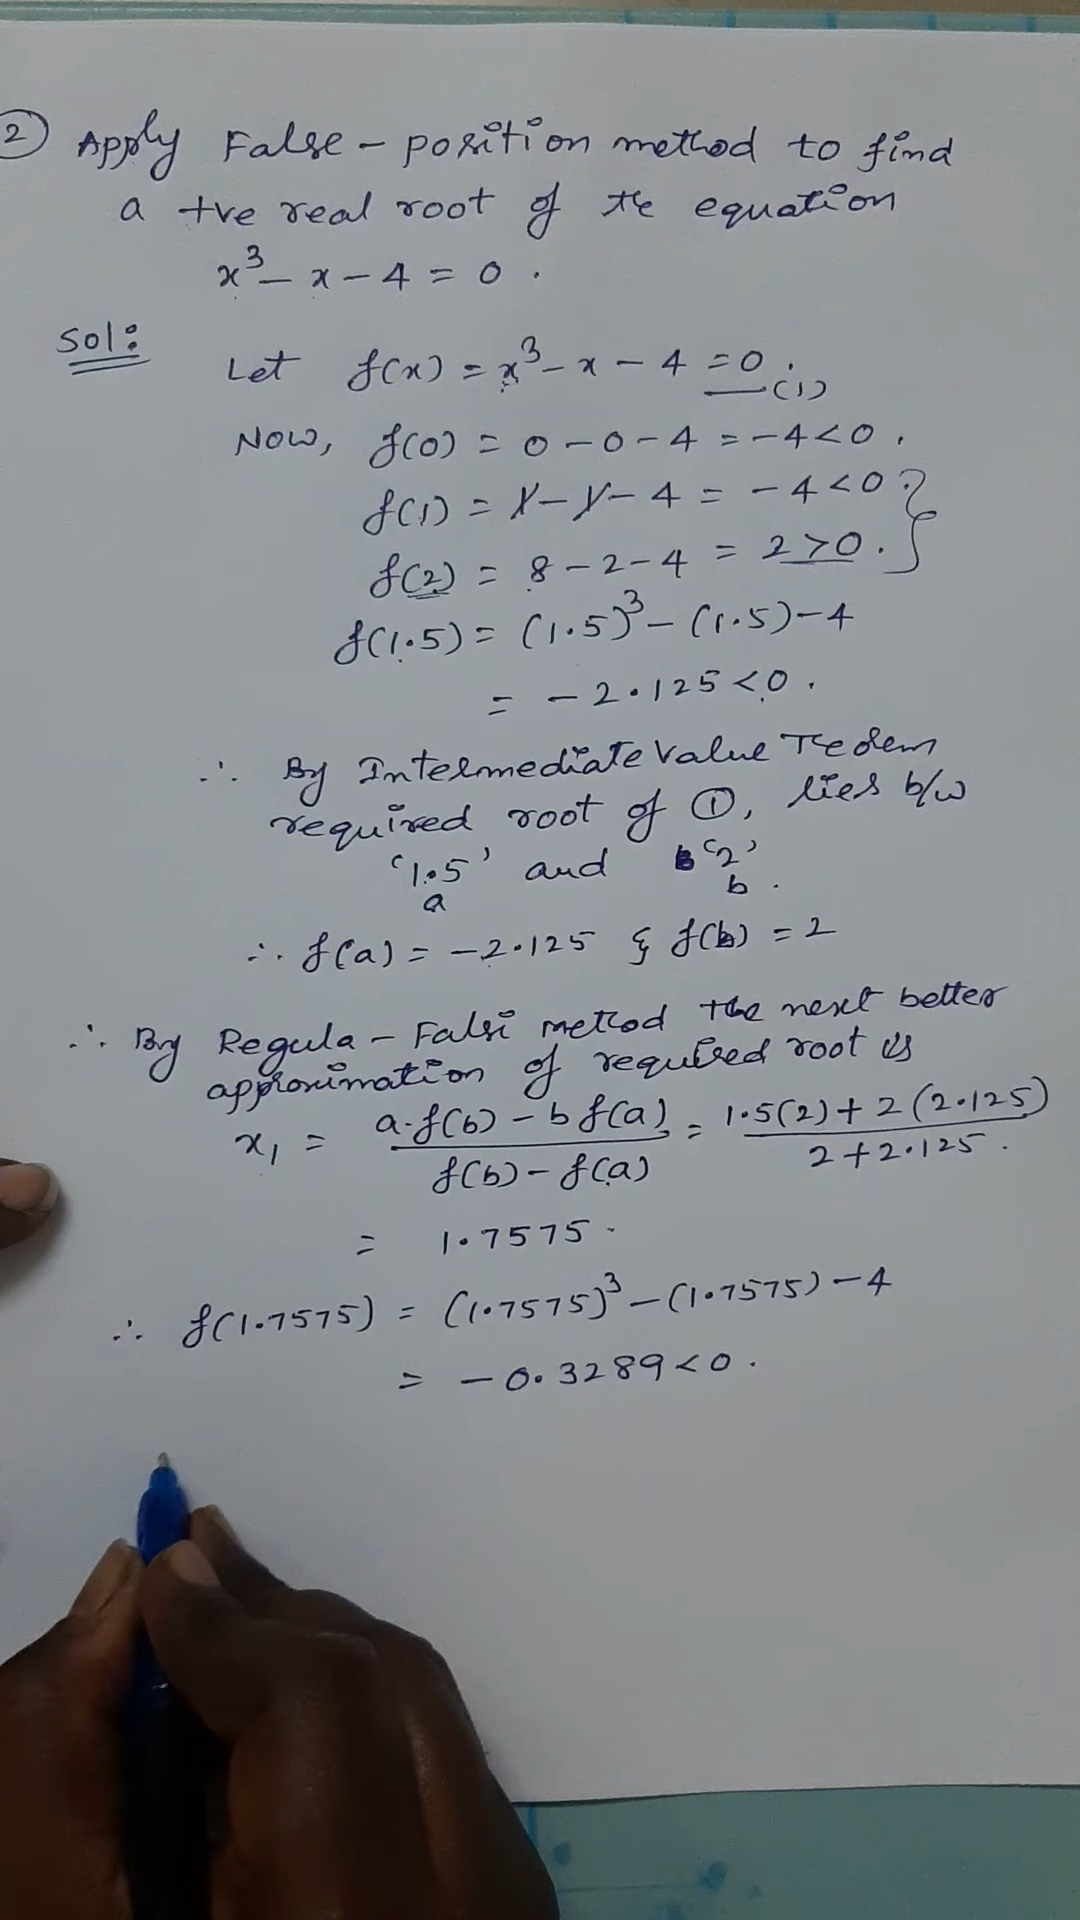 ② Apply False - position method to find
a +ve real root of the equation
x³ - x - 4 = 0 .
Sol:
Let f(x) = x³ - x - 4 = 0 . (1)
Now, f(0) = 0 - 0 - 4 = -4 < 0 .
f(1) = 1 - 1 - 4 = -4 < 0 .
f(2) = 8 - 2 - 4 = 2 > 0 . }
f(1.5) = (1.5)³ - (1.5) - 4
= -2.125 < 0 .
∴ By Intermediate Value Theorem
required root of ①, lies b/w
'1.5' and '2'
a b .
∴ f(a) = -2.125 & f(b) = 2
∴ By Regula - Falsi method the next better
approximation of required root is
x₁ = a.f(b) - b f(a) / f(b) - f(a) = 1.5(2) + 2(2.125) / 2 + 2.125 .
= 1.7575 .
∴ f(1.7575) = (1.7575)³ - (1.7575) - 4
= -0.3289 < 0 .